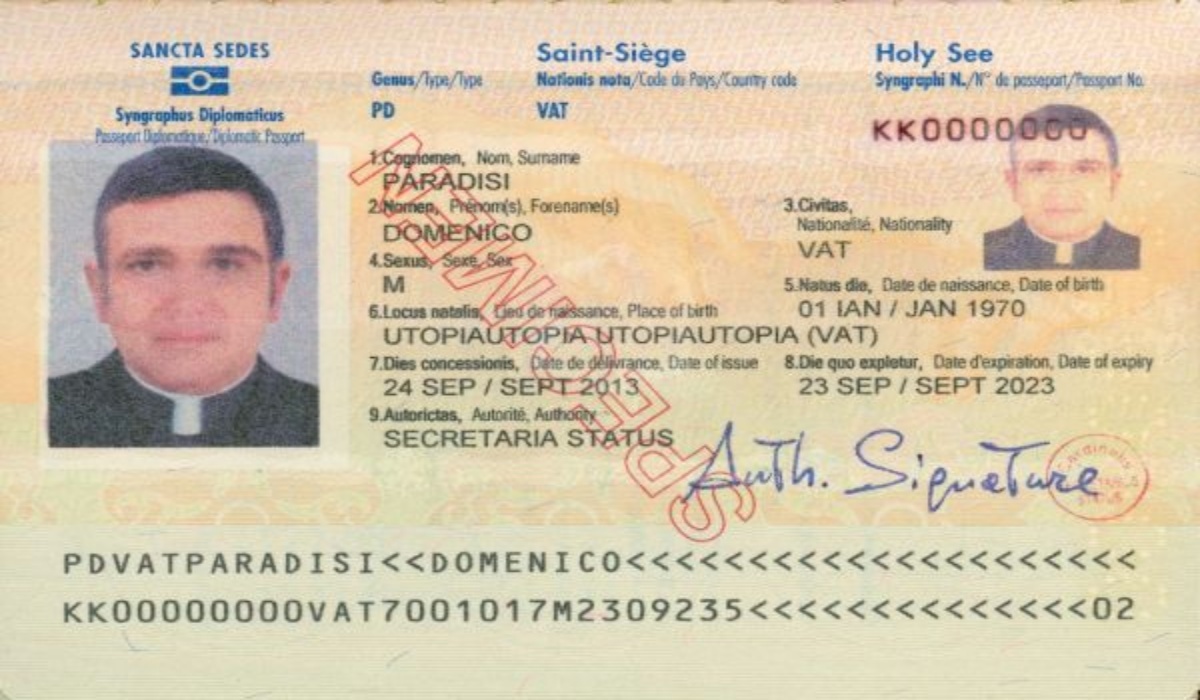 SANCTA SEDES
Saint-Siège
Holy See
Genus/Type/Type
Nationis nota/Code du Pays/Country code
Syngraphi N./N° de passeport/Passport No.
Syngraphus Diplomaticus
Passeport Diplomatique/Diplomatic Passport
PD
VAT
KK0000000
1.Cognomen, Nom, Surname
PARADISI
2.Nomen, Prénom(s), Forename(s)
DOMENICO
3.Civitas,
Nationalité, Nationality
VAT
4.Sexus, Sexe, Sex
M
5.Natus die, Date de naissance, Date of birth
01 IAN / JAN 1970
6.Locus natalis, Lieu de naissance, Place of birth
UTOPIAUTOPIA UTOPIAUTOPIA (VAT)
7.Dies concessionis, Date de délivrance, Date of issue
24 SEP / SEPT 2013
8.Die quo expletur, Date d'expiration, Date of expiry
23 SEP / SEPT 2023
9.Autorictas, Autorité, Authority
SECRETARIA STATUS
SPECIMEN
Auth. Signature
Cardinalis
STATUS
PDVATPARADISI<<DOMENICO<<<<<<<<<<<<<<<<<<<<<
KK00000000VAT7001017M2309235<<<<<<<<<<<<<<02